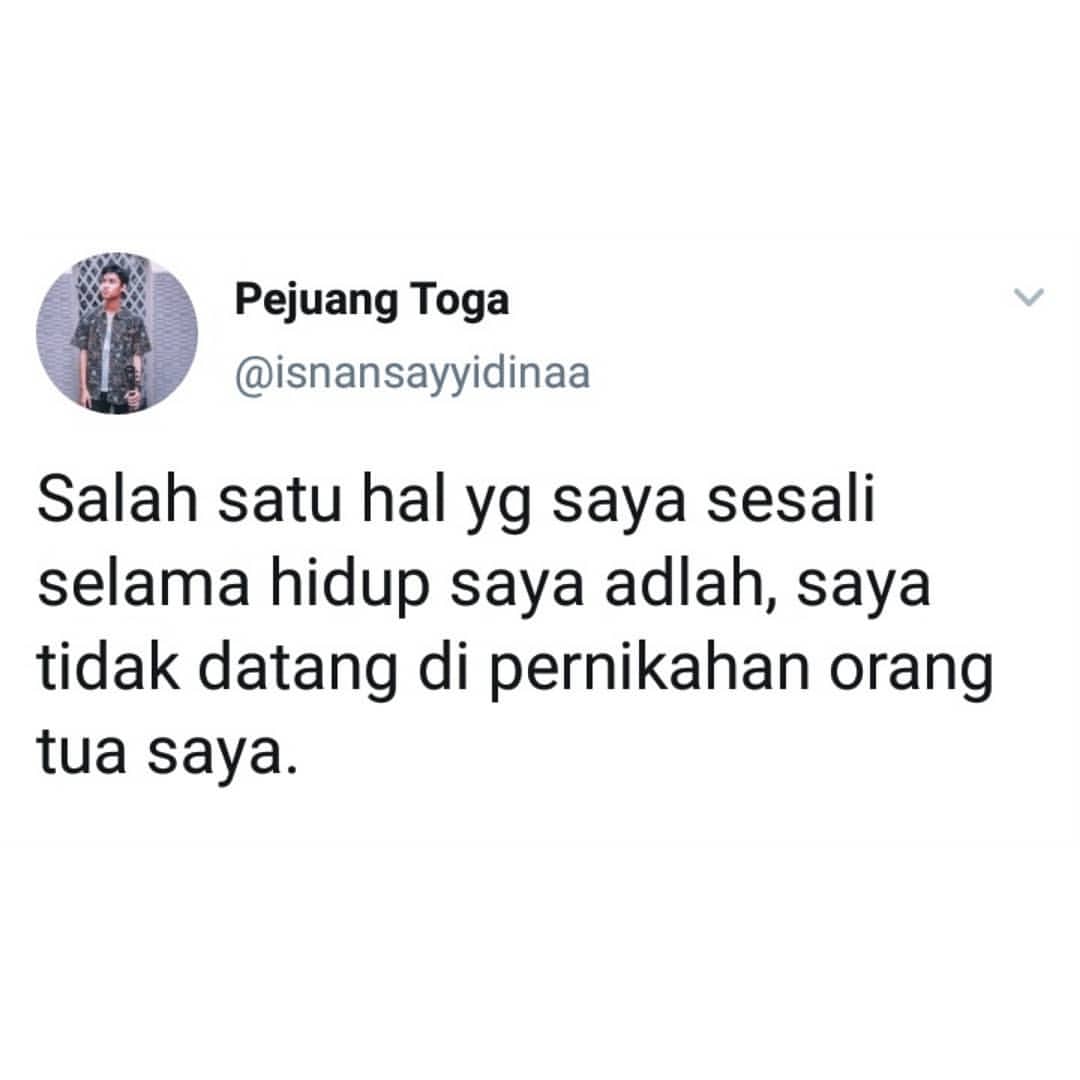 Pejuang Toga
@isnansayyidinaa
Salah satu hal yg saya sesali
selama hidup saya adlah, saya
tidak datang di pernikahan orang
tua saya.